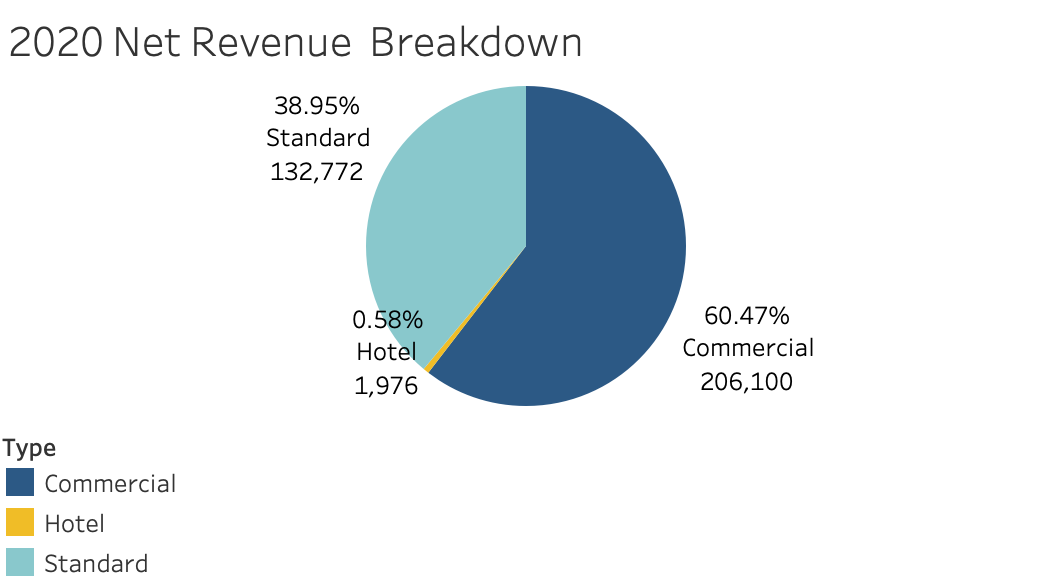 2020 Net Revenue  Breakdown
38.95%
Standard
132,772
0.58%
Hotel
1,976
60.47%
Commercial
206,100
Type
Commercial
Hotel
Standard